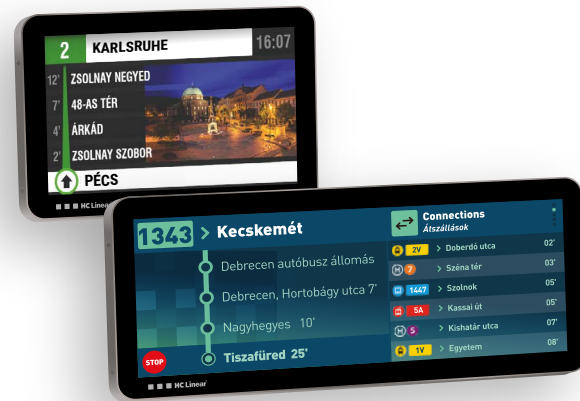 2 KARLSRUHE 16:07
12' ZSOLNAY NEGYED
7' 48-AS TÉR
4' ÁRKÁD
2' ZSOLNAY SZOBOR
PÉCS
HC Linear
1343 > Kecskemét
Debrecen autóbusz állomás
Debrecen, Hortobágy utca 7'
Nagyhegyes 10'
STOP
Tiszafüred 25'
Connections
Átszállások
2V > Doberdó utca 02'
M 7 > Széna tér 03'
1447 > Szolnok 05'
5A > Kassai út 05'
M 5 > Kishatár utca 07'
1V > Egyetem 08'
HC Linear